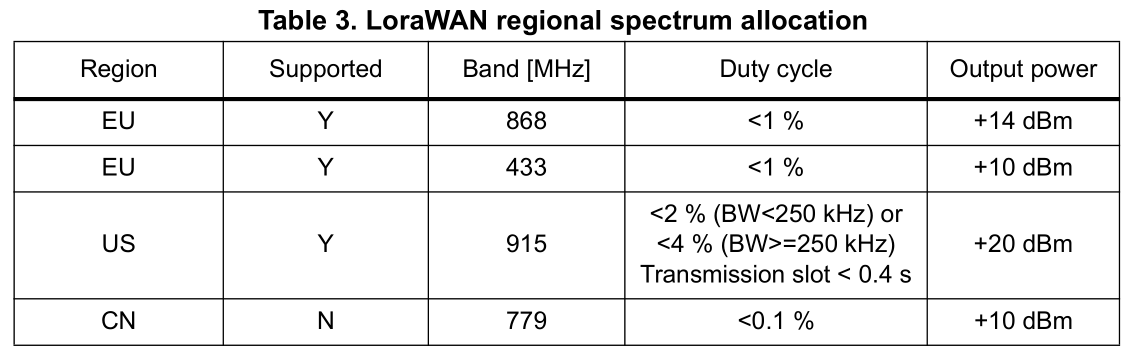 Table 3. LoraWAN regional spectrum allocation
Region Supported Band [MHz] Duty cycle Output power
EU Y 868 <1 % +14 dBm
EU Y 433 <1 % +10 dBm
<2 % (BW<250 kHz) or
US Y 915 <4 % (BW>=250 kHz) +20 dBm
Transmission slot < 0.4 s
CN N 779 <0.1 % +10 dBm